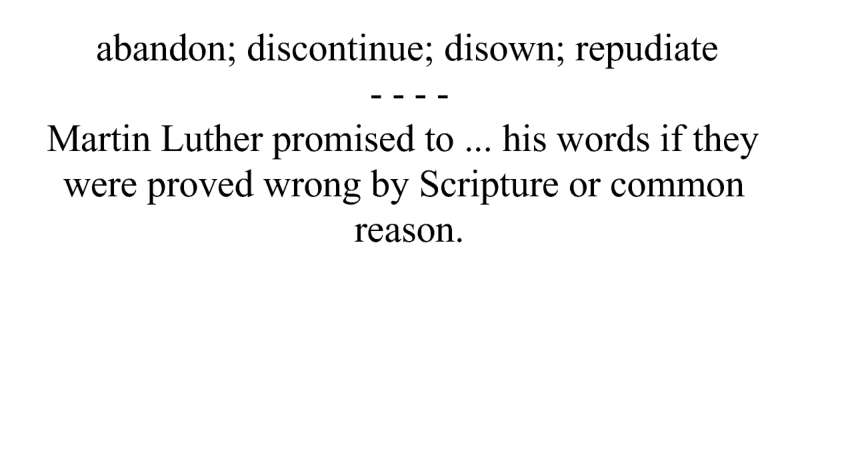 abandon; discontinue; disown; repudiate
- - - -
Martin Luther promised to ... his words if they
were proved wrong by Scripture or common
reason.